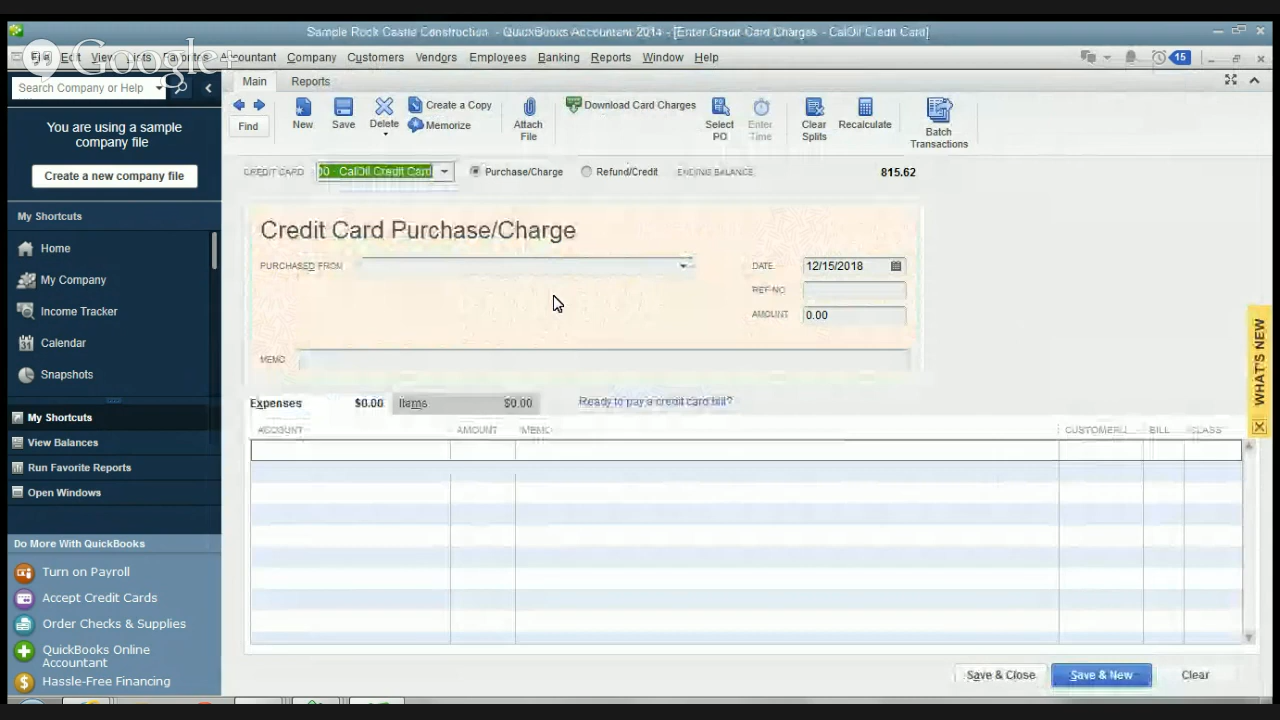 Sample Rock Castle Construction - QuickBooks Accountant 2014 - [Enter Credit Card Charges - CalOil Credit Card]
Google+
File Edit View Lists Favorites Accountant Company Customers Vendors Employees Banking Reports Window Help
15
Search Company or Help
Main Reports
Find
New
Save
Delete
Create a Copy
Memorize
Attach File
Download Card Charges
Select PO
Enter Time
Clear Splits
Recalculate
Batch Transactions
You are using a sample
company file
Create a new company file
My Shortcuts
Home
My Company
Income Tracker
Calendar
Snapshots
My Shortcuts
View Balances
Run Favorite Reports
Open Windows
Do More With QuickBooks
Turn on Payroll
Accept Credit Cards
Order Checks & Supplies
QuickBooks Online
Accountant
Hassle-Free Financing
CREDIT CARD CalOil Credit Card Purchase/Charge Refund/Credit ENDING BALANCE 815.62
Credit Card Purchase/Charge
PURCHASED FROM
DATE 12/15/2018
REF NO.
AMOUNT 0.00
MEMO
Expenses $0.00 Items $0.00 Ready to pay a credit card bill?
ACCOUNT AMOUNT MEMO CUSTOMER:J... BILL... CLASS
WHAT'S NEW
Save & Close Save & New Clear